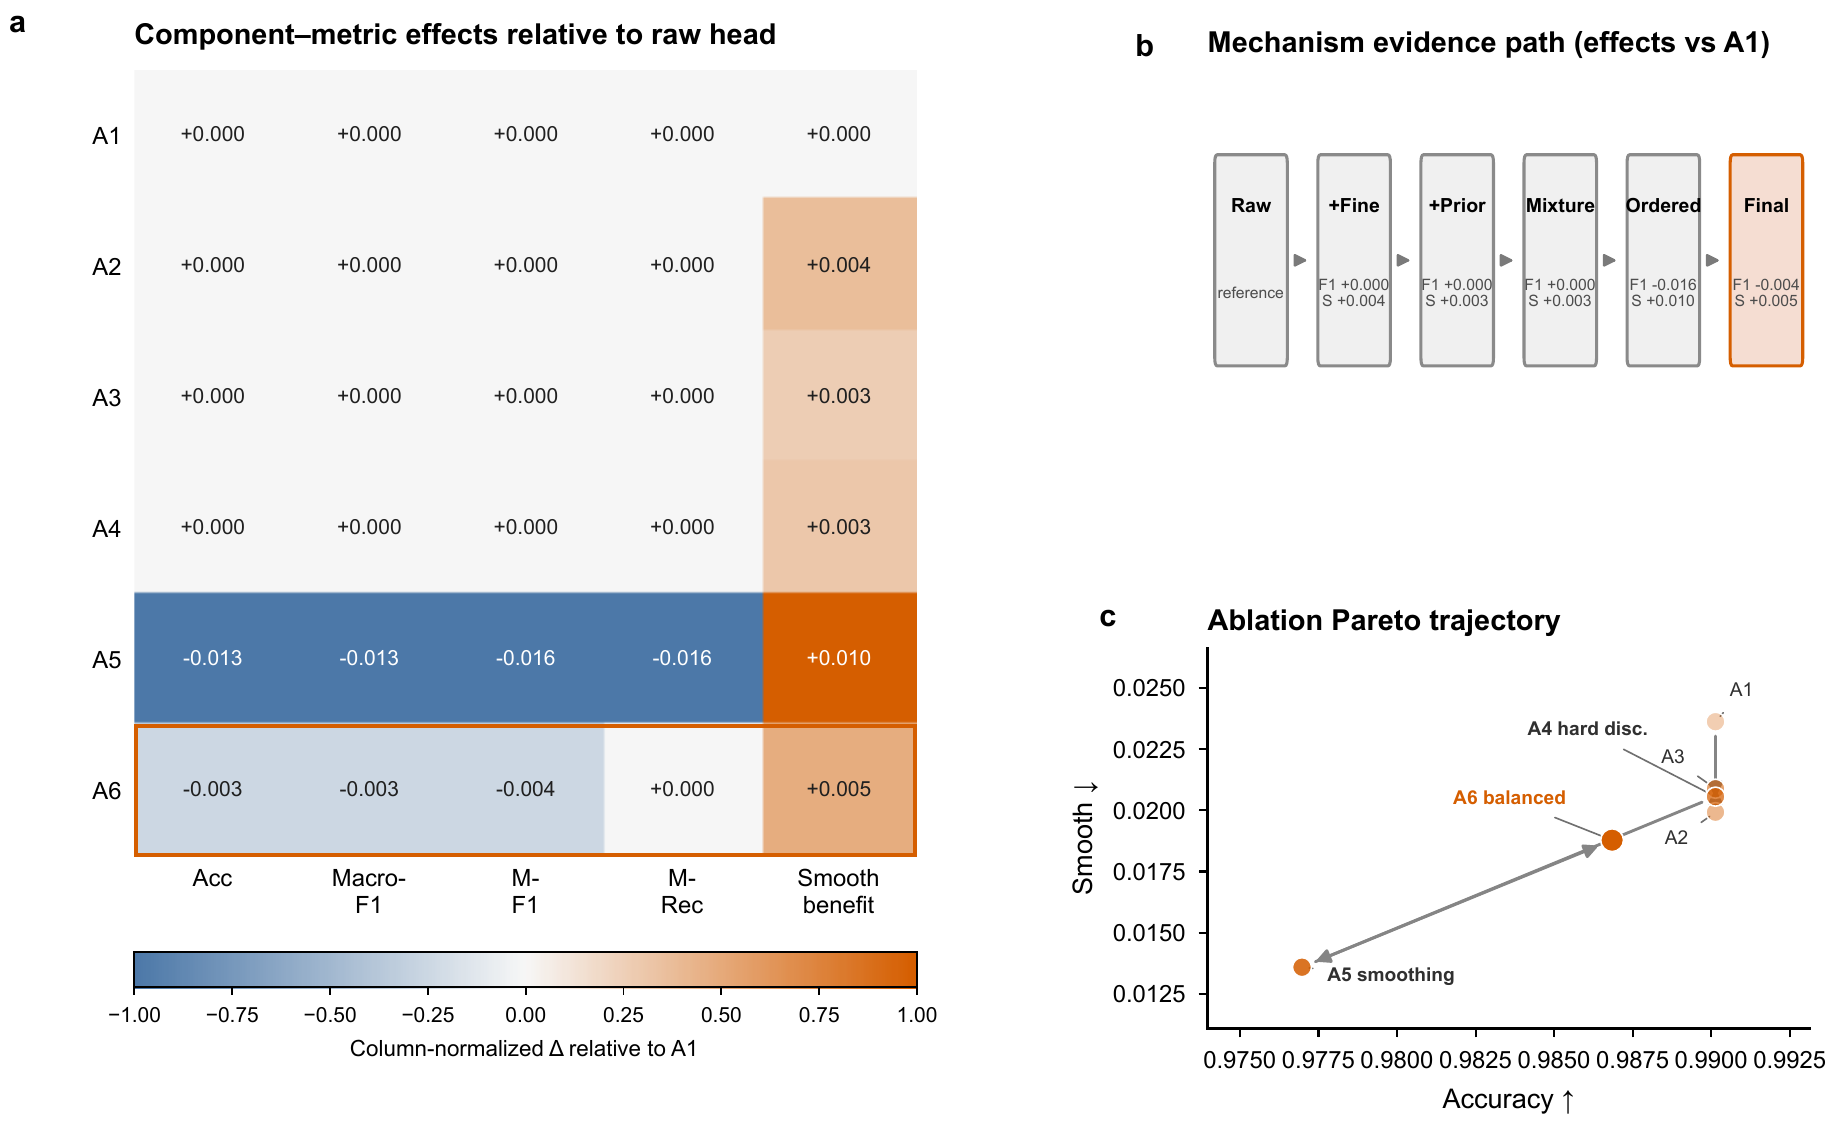 a
Component–metric effects relative to raw head
A1 +0.000 +0.000 +0.000 +0.000 +0.000
A2 +0.000 +0.000 +0.000 +0.000 +0.004
A3 +0.000 +0.000 +0.000 +0.000 +0.003
A4 +0.000 +0.000 +0.000 +0.000 +0.003
A5 -0.013 -0.013 -0.016 -0.016 +0.010
A6 -0.003 -0.003 -0.004 +0.000 +0.005
Acc Macro- M- M- Smooth
F1 F1 Rec benefit
−1.00 −0.75 −0.50 −0.25 0.00 0.25 0.50 0.75 1.00
Column-normalized Δ relative to A1
b
Mechanism evidence path (effects vs A1)
Raw +Fine +Prior Mixture Ordered Final
reference
F1 +0.000 F1 +0.000 F1 +0.000 F1 -0.016 F1 -0.004
S +0.004 S +0.003 S +0.003 S +0.010 S +0.005
c
Ablation Pareto trajectory
0.0250
0.0225
0.0200
0.0175
0.0150
0.0125
Smooth ↓
A1
A4 hard disc.
A3
A6 balanced
A2
A5 smoothing
0.9750 0.9775 0.9800 0.9825 0.9850 0.9875 0.9900 0.9925
Accuracy ↑